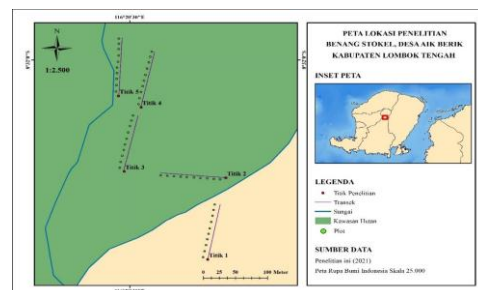 116°20'30"E
N
1:2.500
Titik 5
Titik 4
Titik 3
Titik 2
Titik 1
0 25 50 100 Meter
PETA LOKASI PENELITIAN
BENANG STOKEL, DESA AIK BERIK
KABUPATEN LOMBOK TENGAH
INSET PETA
LEGENDA
Titik Penelitian
Transek
Sungai
Kawasan Hutan
Plot
SUMBER DATA
Penelitian ini (2021)
Peta Rupa Bumi Indonesia Skala 25.000